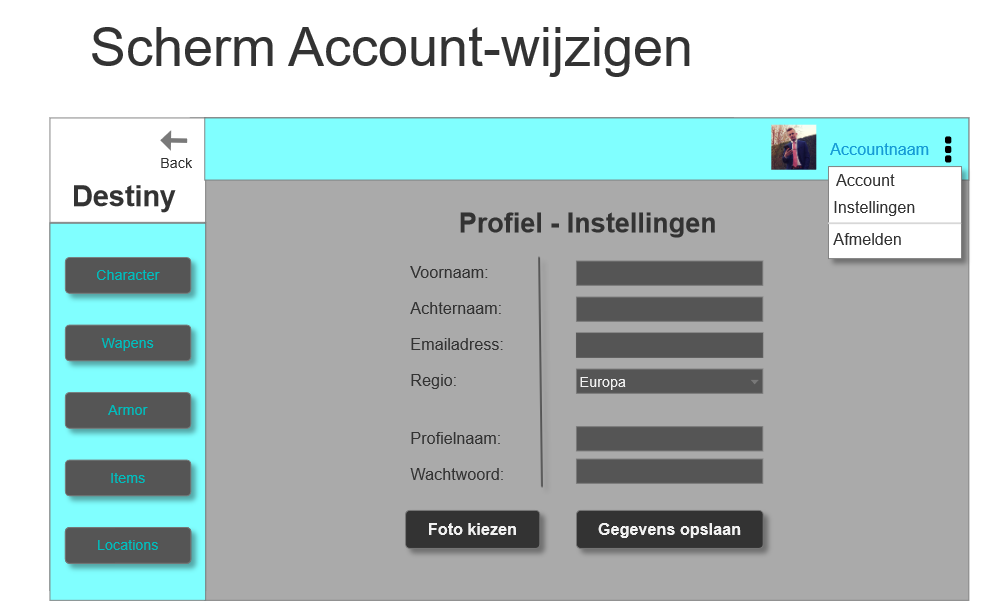 Scherm Account-wijzigen
Back
Destiny
Character
Wapens
Armor
Items
Locations
Accountnaam
Account
Instellingen
Afmelden
Profiel - Instellingen
Voornaam:
Achternaam:
Emailadress:
Regio:
Europa
Profielnaam:
Wachtwoord:
Foto kiezen
Gegevens opslaan